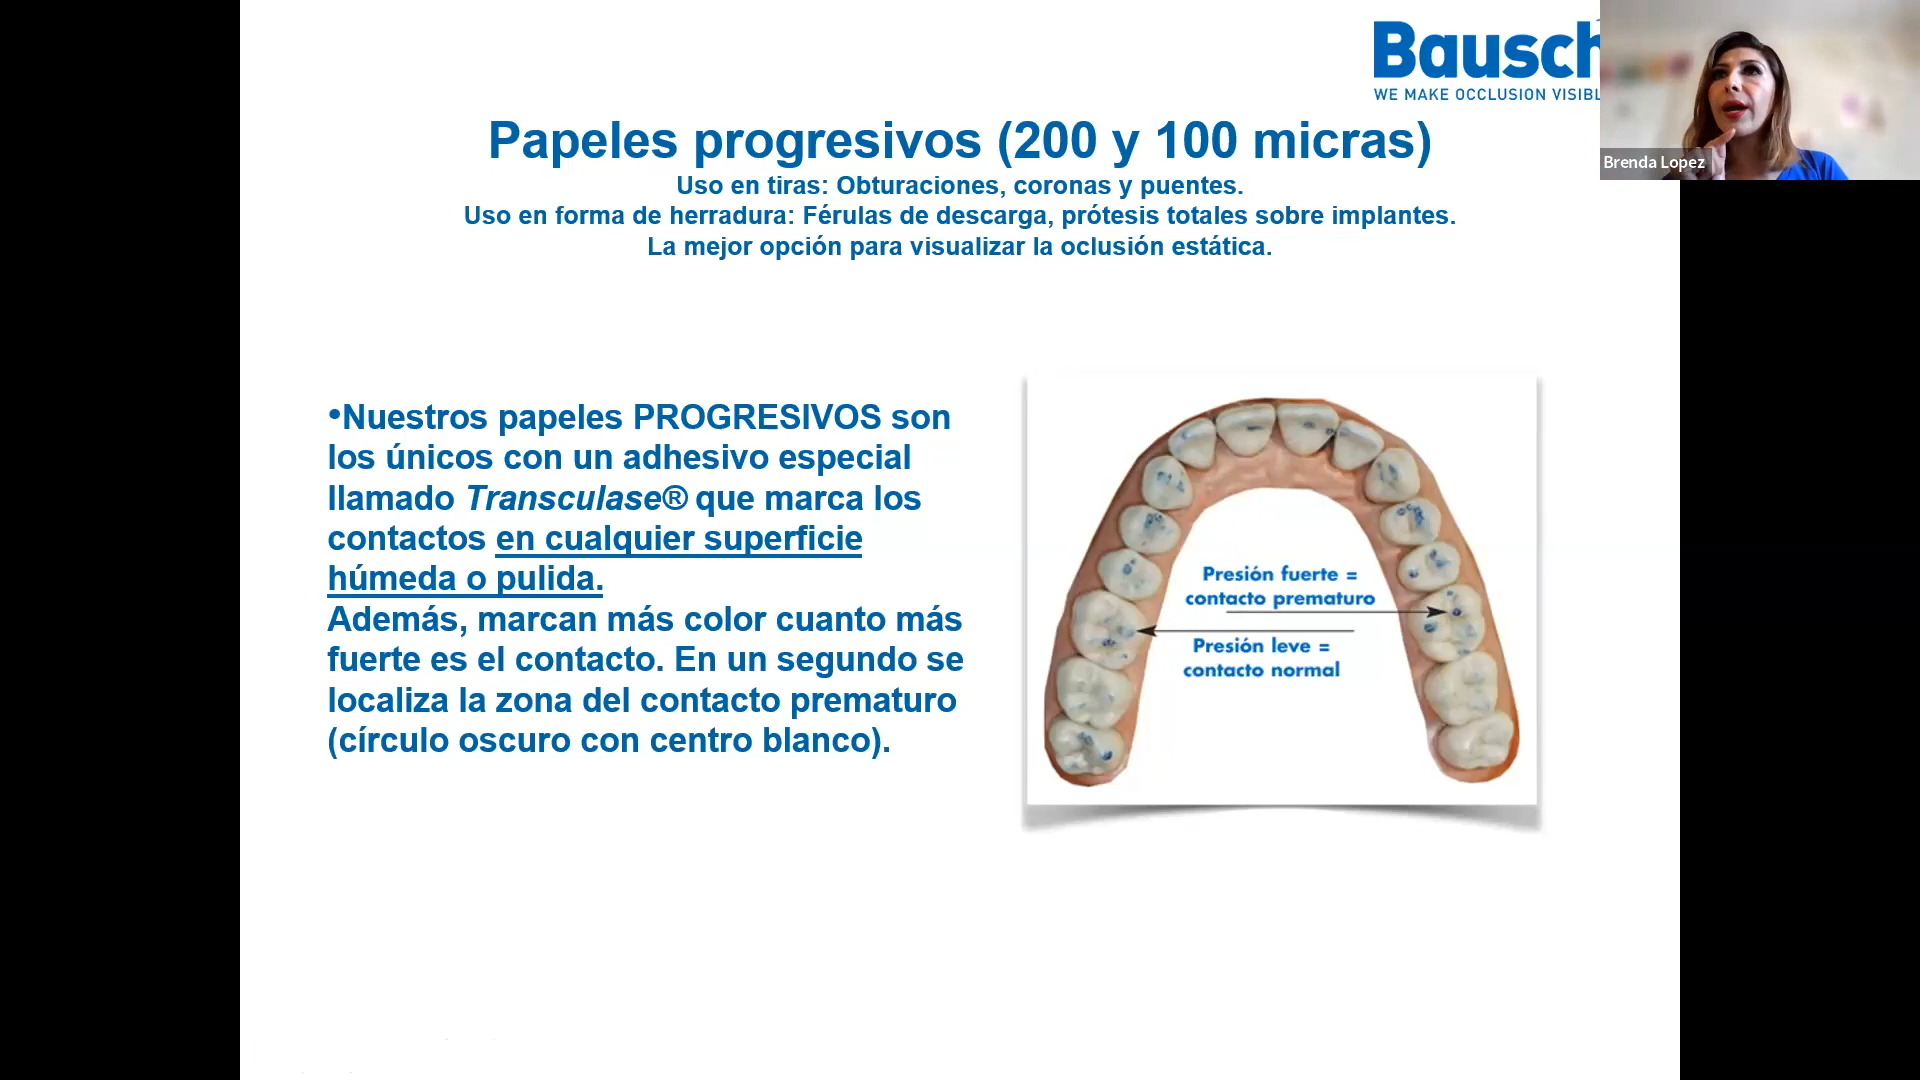 Bausch
WE MAKE OCCLUSION VISIBL
Brenda Lopez
Papeles progresivos (200 y 100 micras)
Uso en tiras: Obturaciones, coronas y puentes.
Uso en forma de herradura: Férulas de descarga, prótesis totales sobre implantes.
La mejor opción para visualizar la oclusión estática.
•Nuestros papeles PROGRESIVOS son
los únicos con un adhesivo especial
llamado Transculase® que marca los
contactos en cualquier superficie
húmeda o pulida.
Además, marcan más color cuanto más
fuerte es el contacto. En un segundo se
localiza la zona del contacto prematuro
(círculo oscuro con centro blanco).
Presión fuerte =
contacto prematuro
Presión leve =
contacto normal